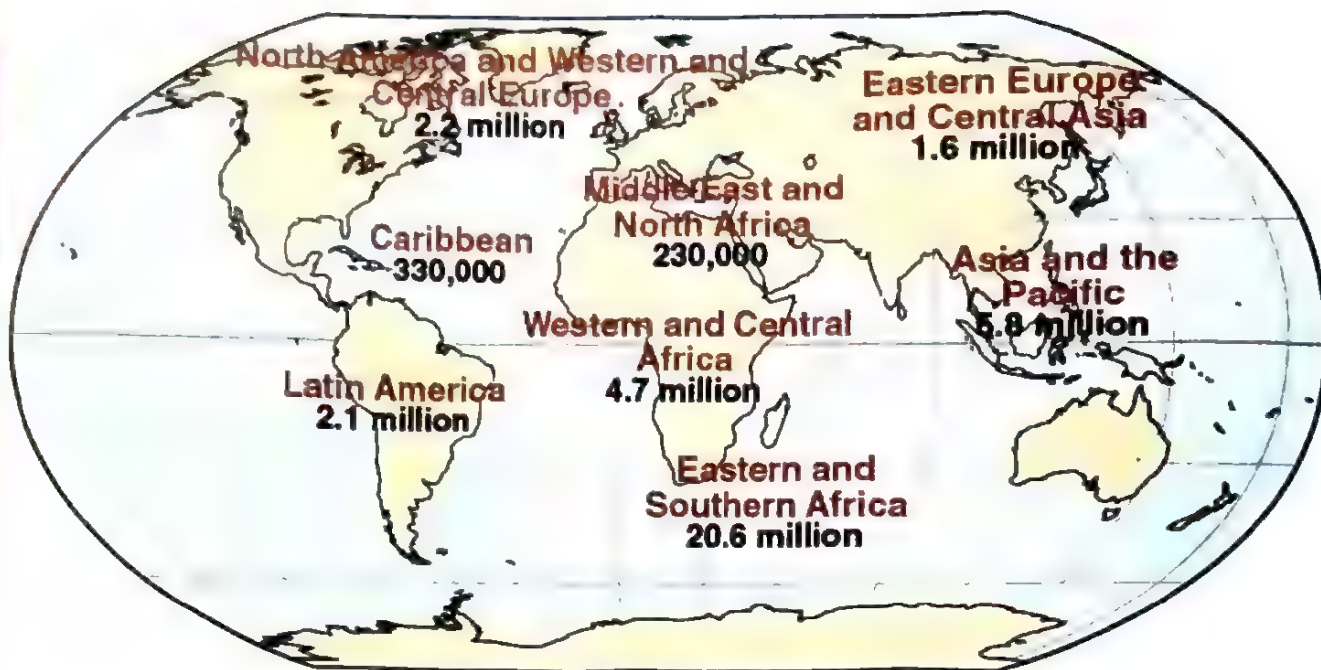 North America and Western and
Central Europe
2.2 million
Eastern Europe
and Central Asia
1.6 million
Middle East and
North Africa
230,000
Caribbean
330,000
Asia and the
Pacific
5.8 million
Western and Central
Africa
4.7 million
Latin America
2.1 million
Eastern and
Southern Africa
20.6 million